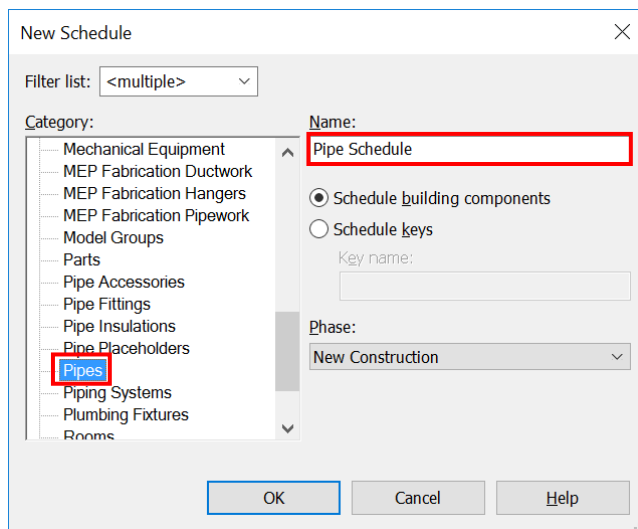 New Schedule
Filter list: <multiple>
Category:
Mechanical Equipment
MEP Fabrication Ductwork
MEP Fabrication Hangers
MEP Fabrication Pipework
Model Groups
Parts
Pipe Accessories
Pipe Fittings
Pipe Insulations
Pipe Placeholders
Pipes
Piping Systems
Plumbing Fixtures
Rooms
Name:
Pipe Schedule
Schedule building components
Schedule keys
Key name:
Phase:
New Construction
OK
Cancel
Help